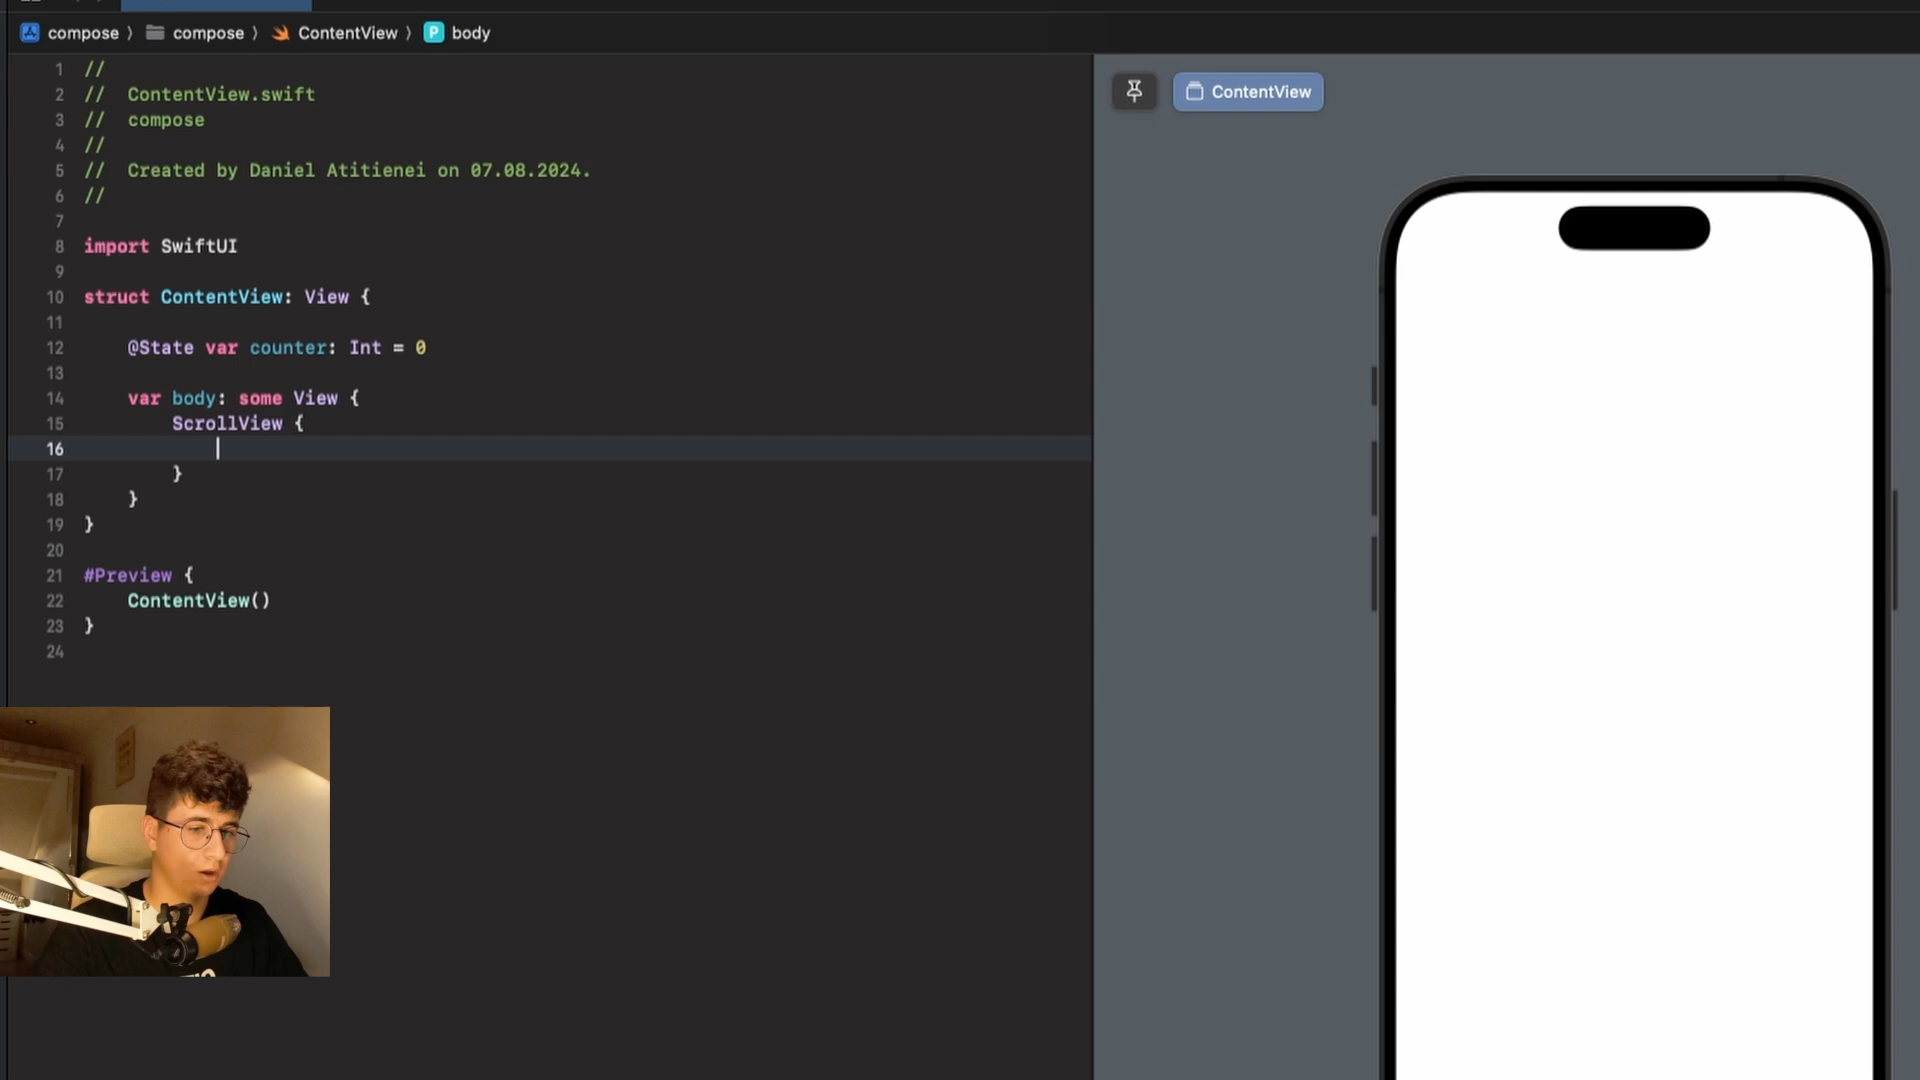 compose > compose > ContentView > P body
1 //
2 //  ContentView.swift
3 //  compose
4 //
5 //  Created by Daniel Atitienei on 07.08.2024.
6 //
7
8 import SwiftUI
9
10 struct ContentView: View {
11
12     @State var counter: Int = 0
13
14     var body: some View {
15         ScrollView {
16
17         }
18     }
19 }
20
21 #Preview {
22     ContentView()
23 }
24
ContentView